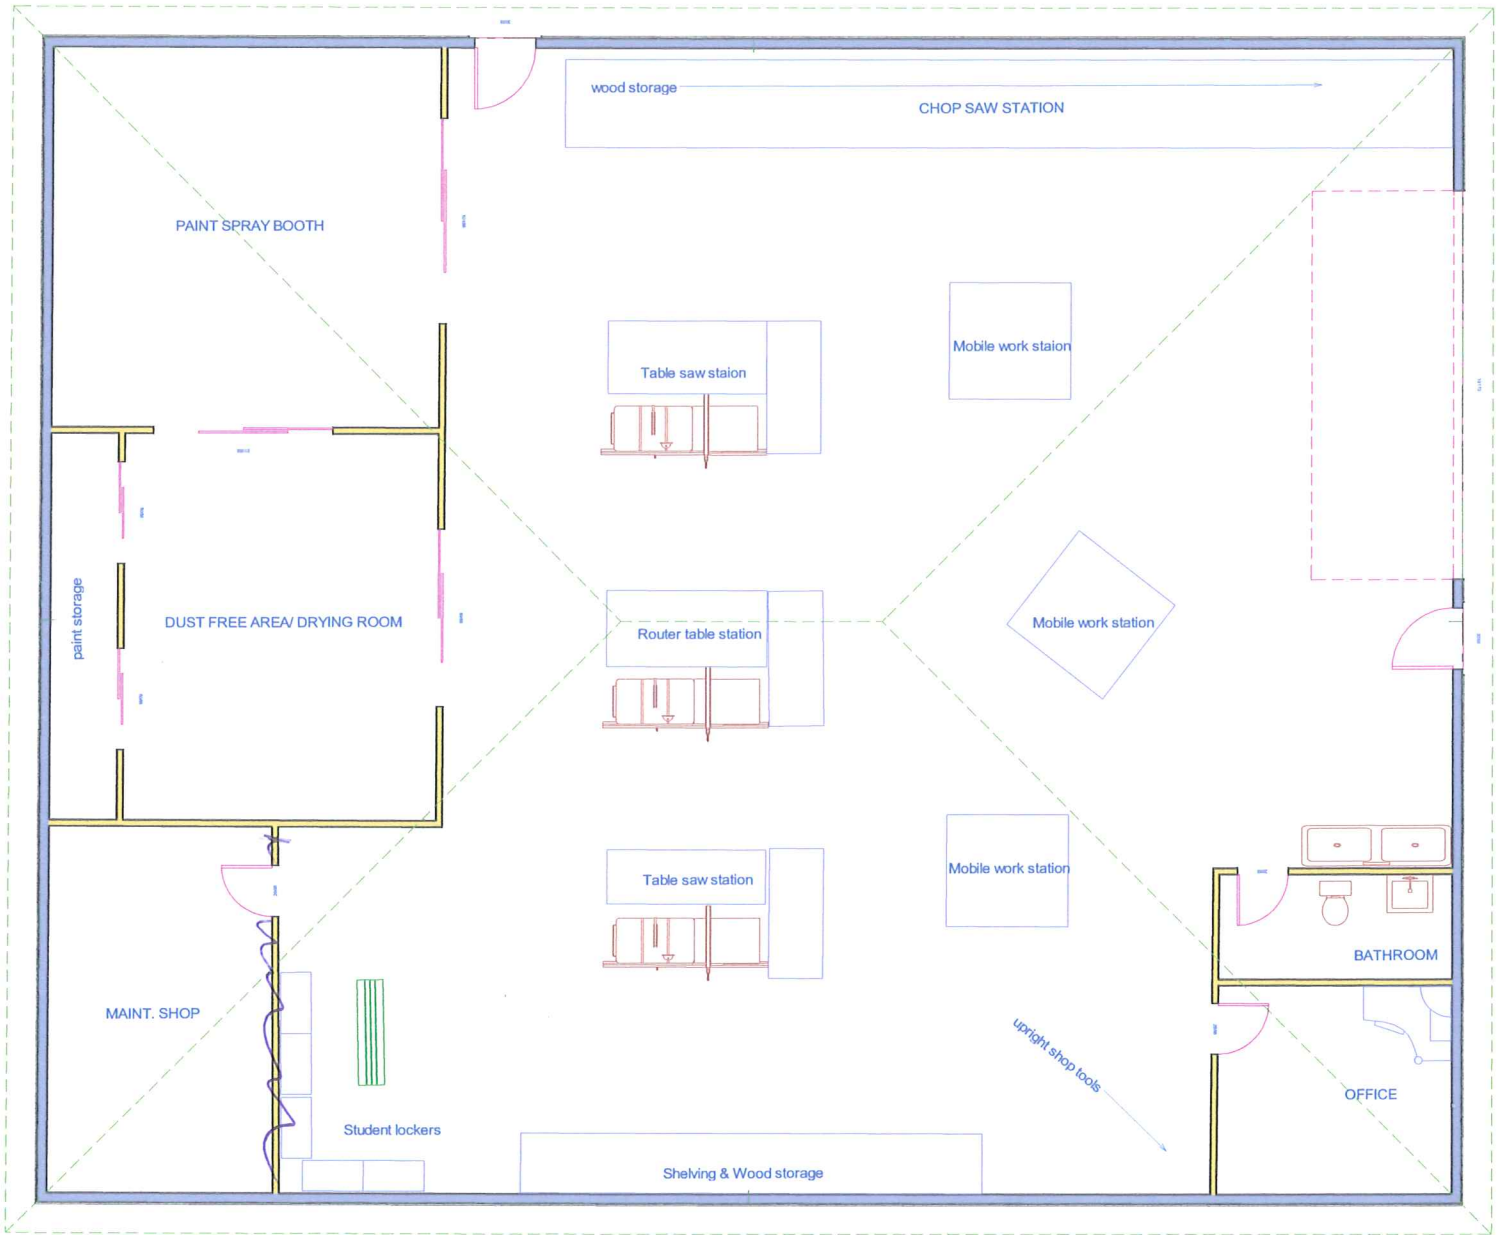 wood storage
CHOP SAW STATION
PAINT SPRAY BOOTH
Mobile work staion
Table saw staion
paint storage
DUST FREE AREA/ DRYING ROOM
Router table station
Mobile work station
Table saw station
Mobile work station
BATHROOM
MAINT. SHOP
upright shop tools
OFFICE
Student lockers
Shelving & Wood storage